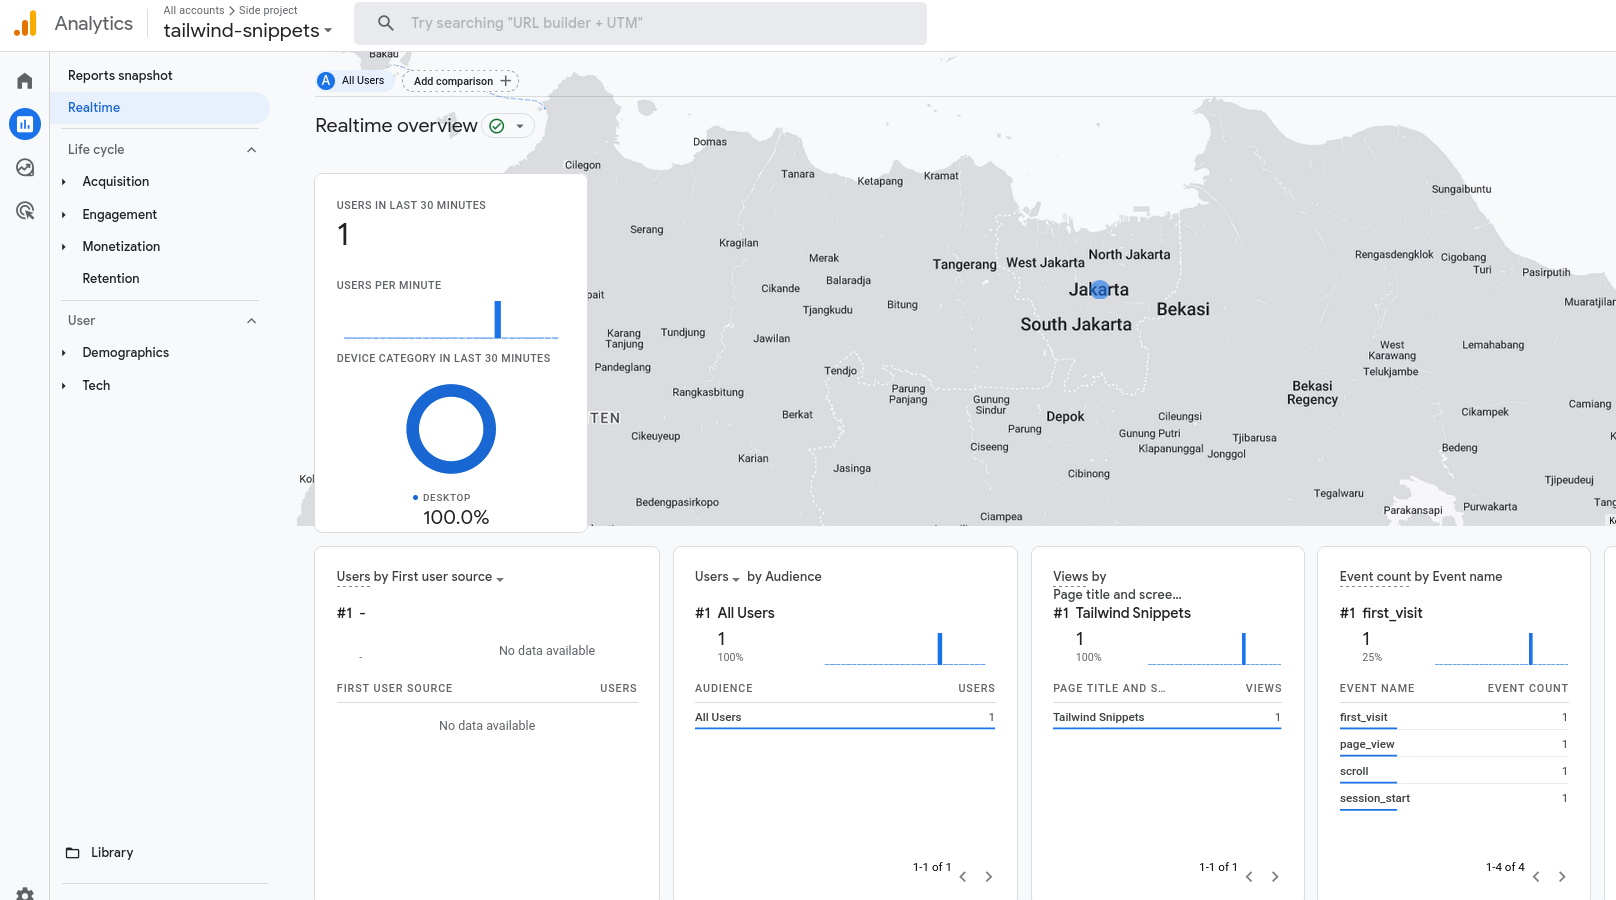 Analytics
All accounts > Side project
tailwind-snippets
Try searching "URL builder + UTM"
Reports snapshot
Realtime
Life cycle
Acquisition
Engagement
Monetization
Retention
User
Demographics
Tech
Library
Bakau
A All Users
Add comparison +
Realtime overview
USERS IN LAST 30 MINUTES
1
USERS PER MINUTE
DEVICE CATEGORY IN LAST 30 MINUTES
DESKTOP
100.0%
Domas
Cilegon
Tanara
Ketapang
Kramat
Sungaibuntu
Serang
Kragilan
Merak
Tangerang
West Jakarta
North Jakarta
Rengasdengklok
Cigobang
Turi
Pasirputih
Cikande
Balaradja
Jakarta
pait
Tjangkudu
Bitung
Bekasi
Muaratjilan
South Jakarta
Karang
Tanjung
Tundjung
Jawilan
West
Karawang
Lemahabang
Pandeglang
Tendjo
Telukjambe
Rangkasbitung
Parung
Panjang
Gunung
Sindur
Bekasi
Regency
Camiang
TEN
Berkat
Depok
Cileungsi
Cikampek
Cikeuyeup
Parung
Gunung Putri
Tjibarusa
K
Karian
Ciseeng
Klapanunggal
Jonggol
Bedeng
Jasinga
Cibinong
Kol
Tjipeudeuj
Bedengpasirkopo
Tegalwaru
Tang
Ciampea
Parakansapi
Purwakarta
Ke
Users by First user source
#1 -
-
No data available
FIRST USER SOURCE USERS
No data available
Users by Audience
#1 All Users
1
100%
AUDIENCE USERS
All Users 1
1-1 of 1
Views by
Page title and scree...
#1 Tailwind Snippets
1
100%
PAGE TITLE AND S... VIEWS
Tailwind Snippets 1
1-1 of 1
Event count by Event name
#1 first_visit
1
25%
EVENT NAME EVENT COUNT
first_visit 1
page_view 1
scroll 1
session_start 1
1-4 of 4